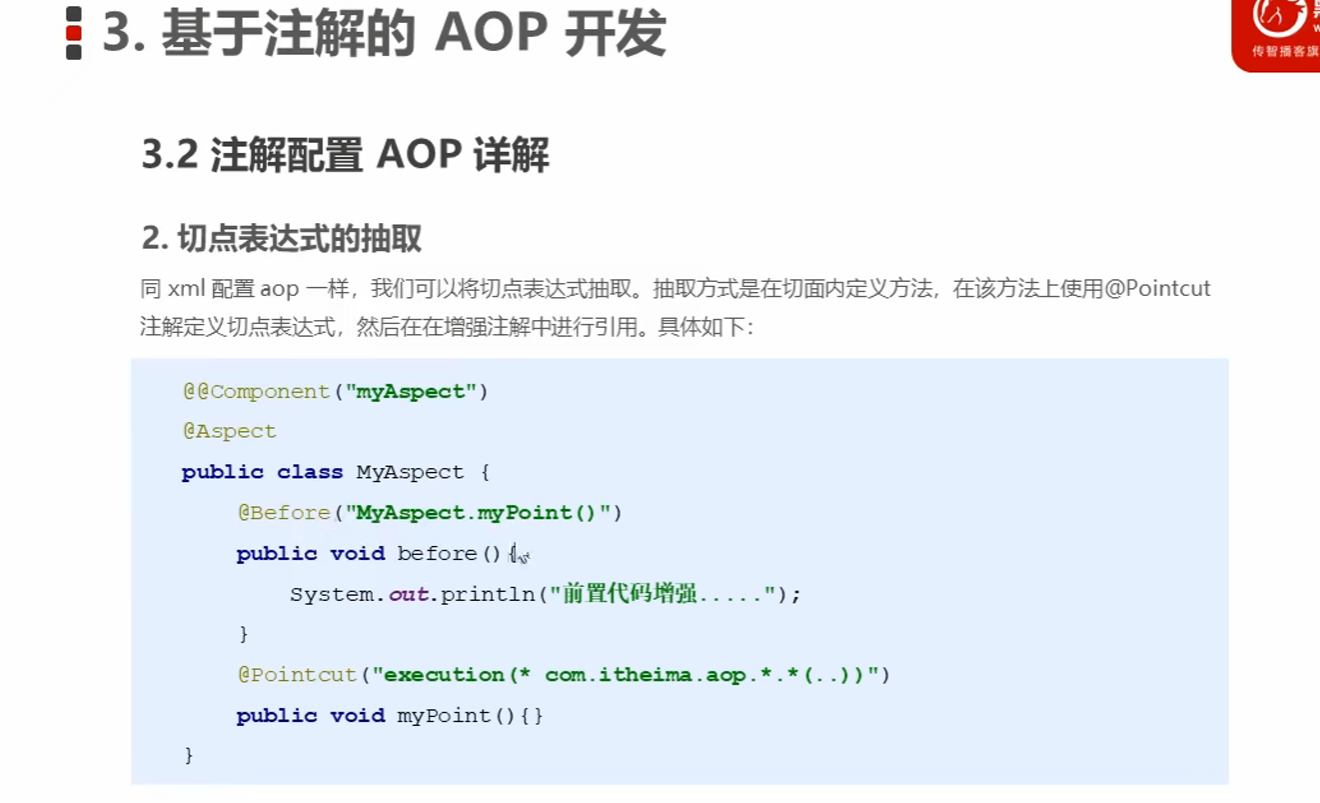 3. 基于注解的 AOP 开发
传智播客旗
3.2 注解配置 AOP 详解
2. 切点表达式的抽取
同 xml 配置 aop 一样，我们可以将切点表达式抽取。抽取方式是在切面内定义方法，在该方法上使用@Pointcut
注解定义切点表达式，然后在在增强注解中进行引用。具体如下：
@@Component("myAspect")
@Aspect
public class MyAspect {
@Before("MyAspect.myPoint()")
public void before(){
System.out.println("前置代码增强.....");
}
@Pointcut("execution(* com.itheima.aop.*.*(..))")
public void myPoint(){}
}